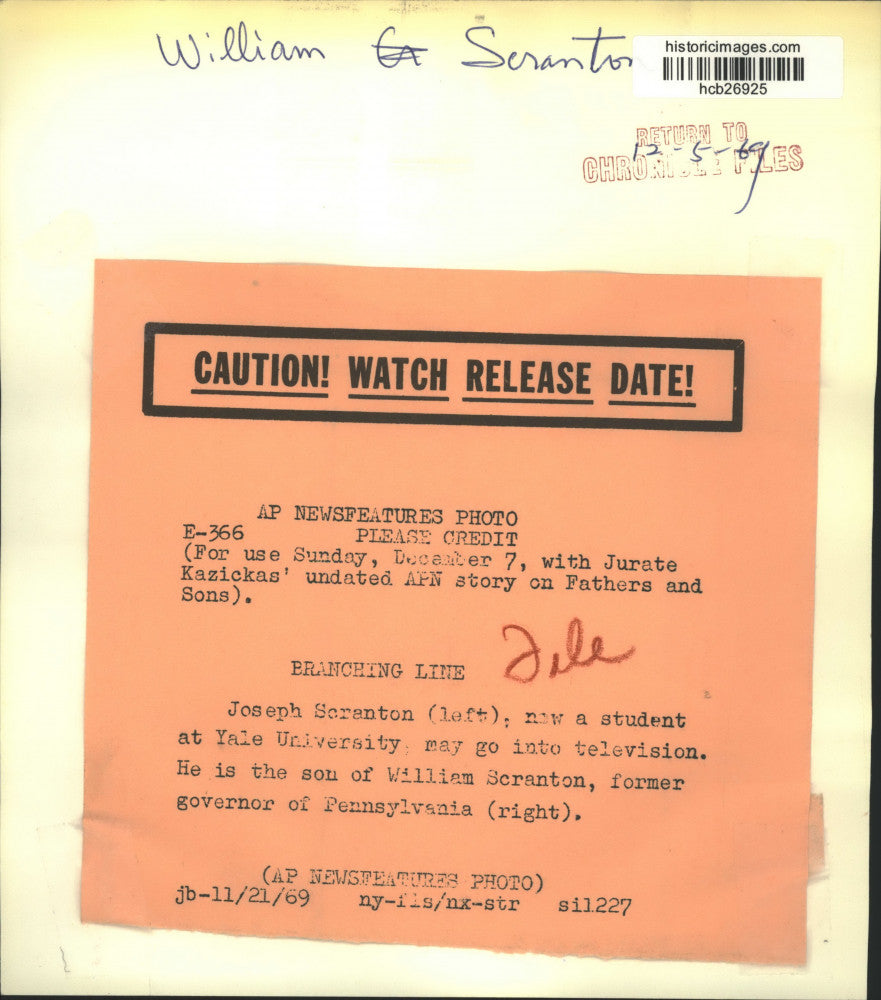 William Gr Scranton
historicimages.com
hcb26925
RETURN TO
12-5-69
CHRONICLE FILES
CAUTION! WATCH RELEASE DATE!
AP NEWSFEATURES PHOTO
E-366 PLEASE CREDIT
(For use Sunday, December 7, with Jurate
Kazickas' undated APN story on Fathers and
Sons).
File
BRANCHING LINE
Joseph Scranton (left), now a student
at Yale University, may go into television.
He is the son of William Scranton, former
governor of Pennsylvania (right).
(AP NEWSFEATURES PHOTO)
jb-11/21/69 ny-fls/nx-str sil227